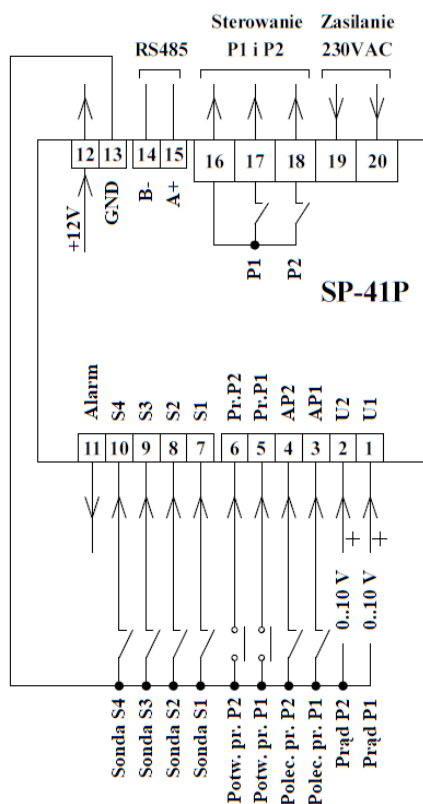 Sterowanie
P1 i P2
Zasilanie
230VAC
RS485
12
13
14
15
16
17
18
19
20
+12V
GND
B-
A+
P1
P2
SP-41P
Alarm
S4
S3
S2
S1
Pr.P2
Pr.P1
AP2
AP1
U2
U1
11
10
9
8
7
6
5
4
3
2
1
+
+
0..10 V
0..10 V
Sonda S4
Sonda S3
Sonda S2
Sonda S1
Potw. pr. P2
Potw. pr. P1
Polec. pr. P2
Polec. pr. P1
Prąd P2
Prąd P1